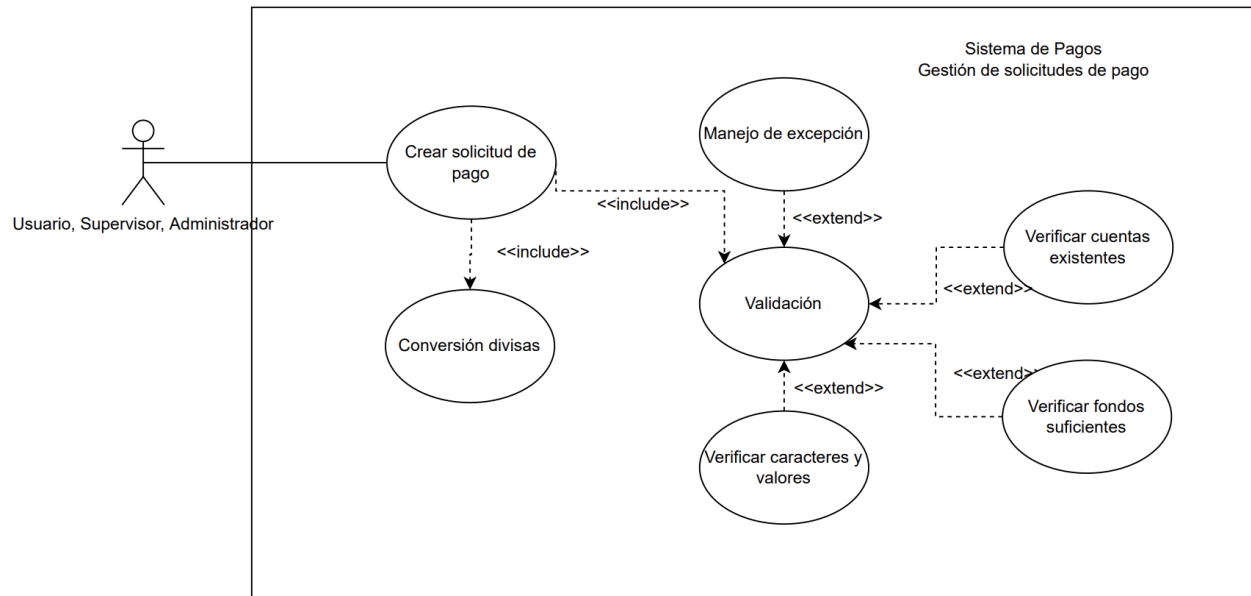 Sistema de Pagos
Gestión de solicitudes de pago
Manejo de excepción
Crear solicitud de
pago
<<include>>
<<extend>>
Usuario, Supervisor, Administrador
Verificar cuentas
existentes
<<include>>
<<extend>>
Validación
Conversión divisas
<<extend>>
<<extend>>
Verificar fondos
suficientes
Verificar caracteres y
valores